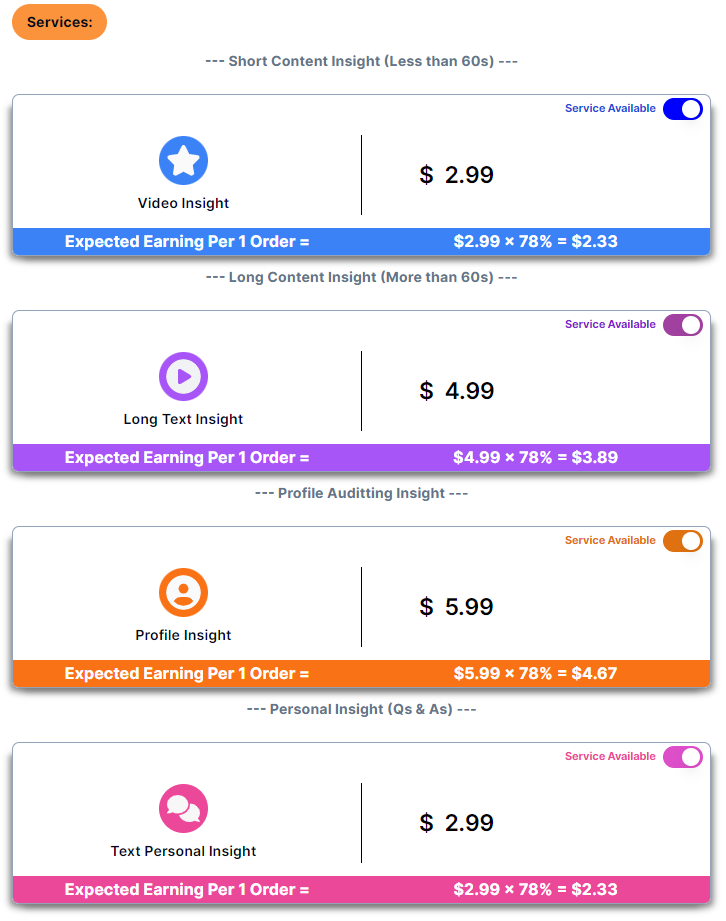 Services:
--- Short Content Insight (Less than 60s) ---
Service Available
Video Insight
$ 2.99
Expected Earning Per 1 Order = $2.99 × 78% = $2.33
--- Long Content Insight (More than 60s) ---
Service Available
Long Text Insight
$ 4.99
Expected Earning Per 1 Order = $4.99 × 78% = $3.89
--- Profile Auditting Insight ---
Service Available
Profile Insight
$ 5.99
Expected Earning Per 1 Order = $5.99 × 78% = $4.67
--- Personal Insight (Qs & As) ---
Service Available
Text Personal Insight
$ 2.99
Expected Earning Per 1 Order = $2.99 × 78% = $2.33